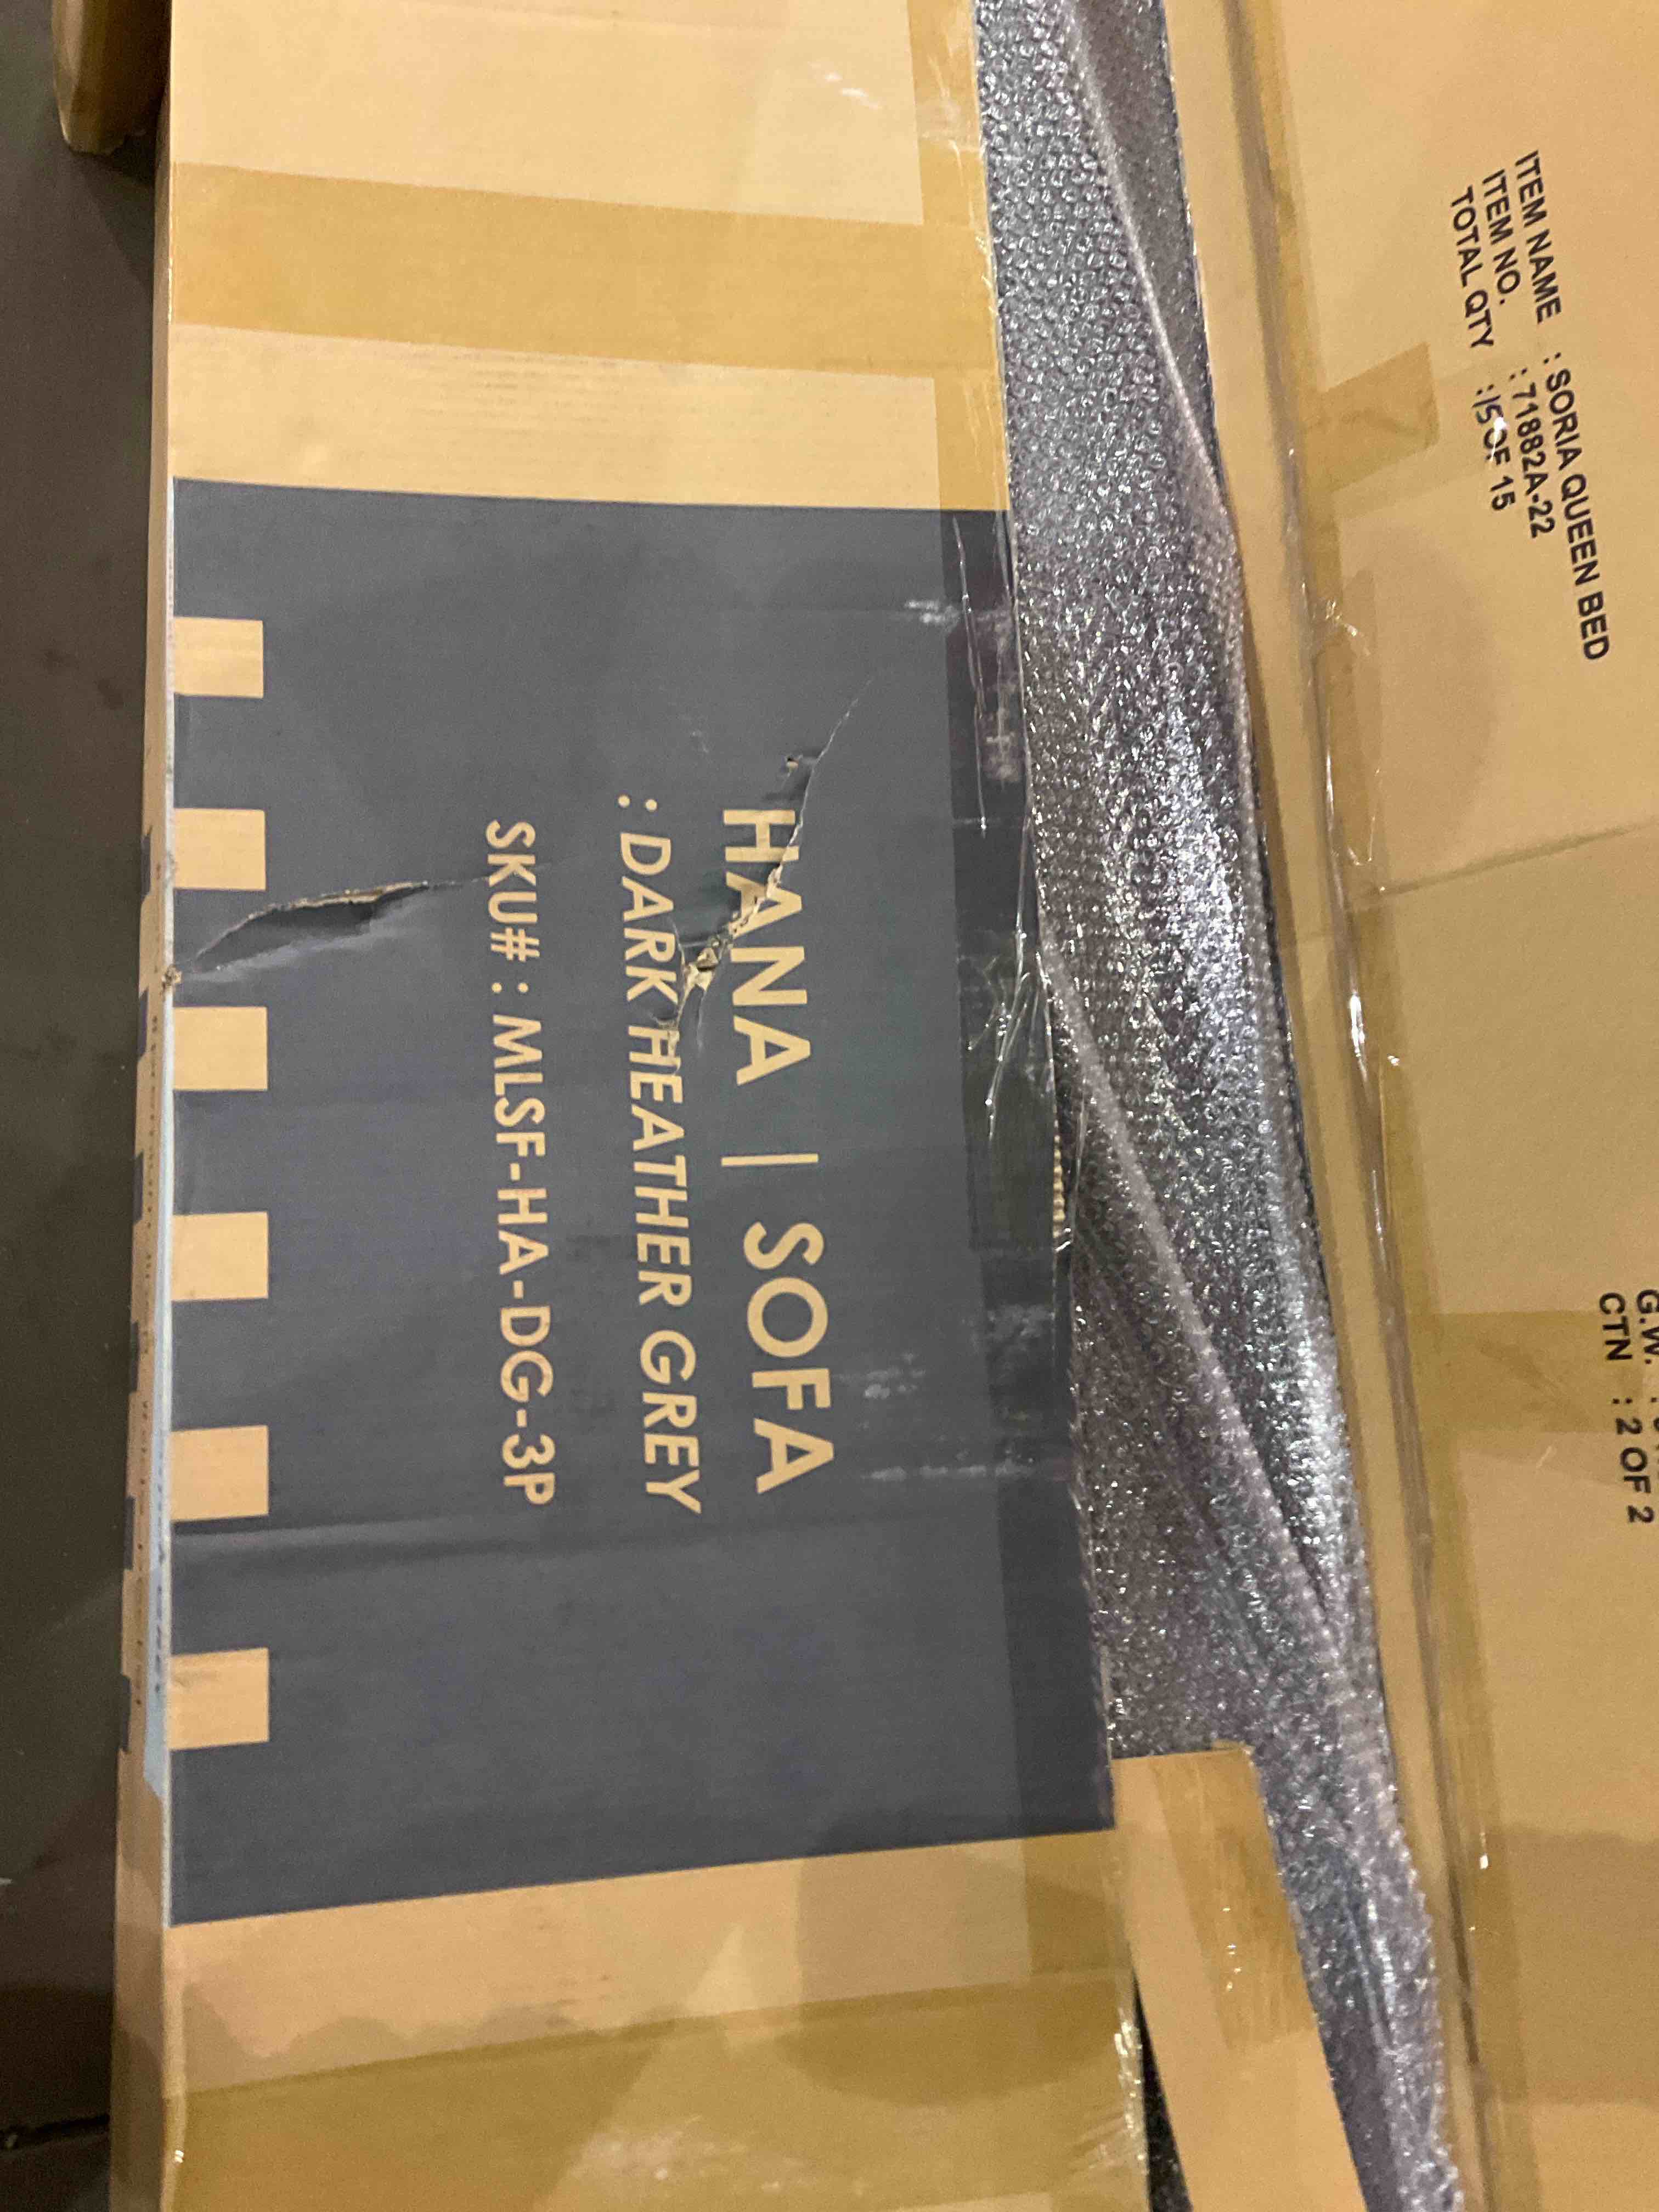 HANA | SOFA
: DARK HEATHER GREY
SKU# : MLSF-HA-DG-3P
ITEM NAME : SORIA QUEEN BED
ITEM NO. : 71882A-22
TOTAL QTY : 15 OF 15
G.W. :
CTN : 2 OF 2